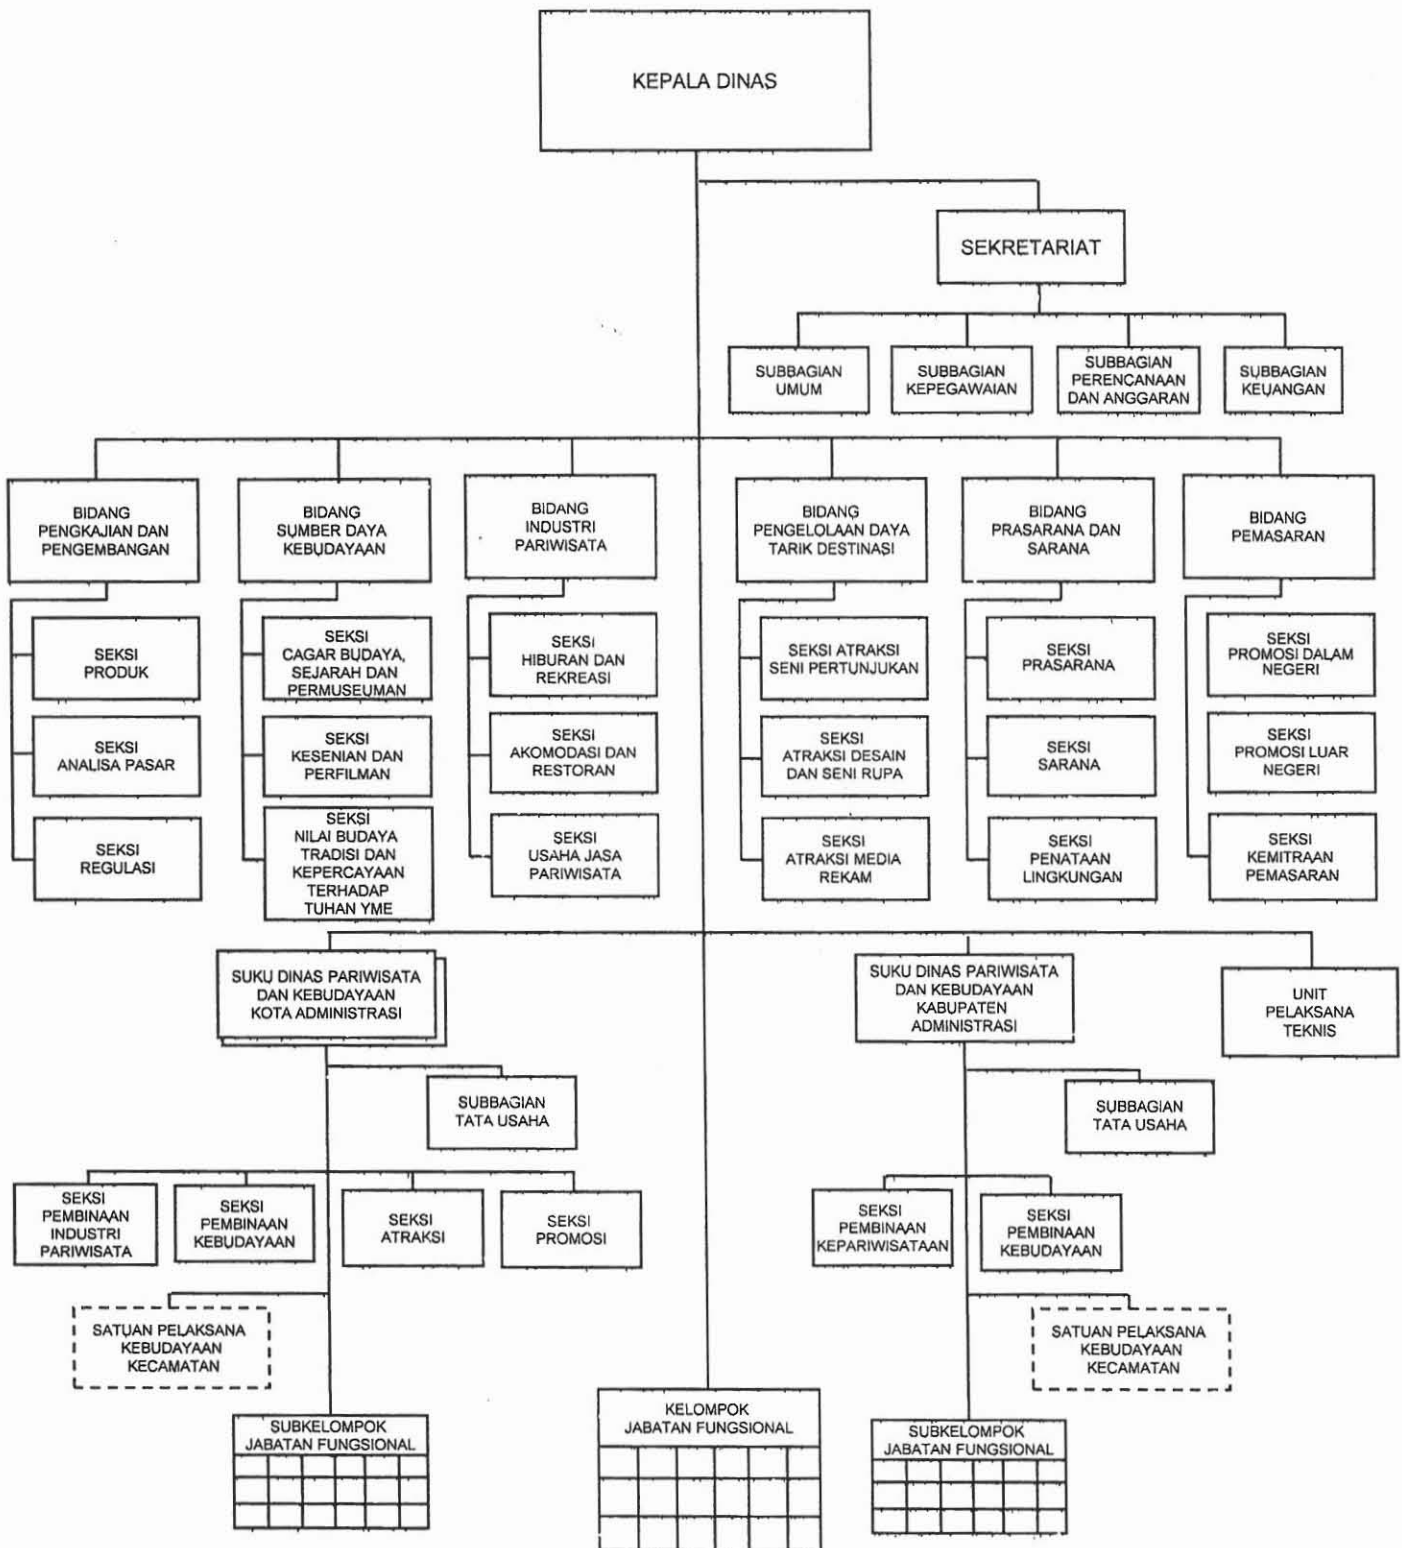 KEPALA DINAS
SEKRETARIAT
SUBBAGIAN
UMUM
SUBBAGIAN
KEPEGAWAIAN
SUBBAGIAN
PERENCANAAN
DAN ANGGARAN
SUBBAGIAN
KEUANGAN
BIDANG
PENGKAJIAN DAN
PENGEMBANGAN
BIDANG
SUMBER DAYA
KEBUDAYAAN
BIDANG
INDUSTRI
PARIWISATA
BIDANG
PENGELOLAAN DAYA
TARIK DESTINASI
BIDANG
PRASARANA DAN
SARANA
BIDANG
PEMASARAN
SEKSI
PRODUK
SEKSI
CAGAR BUDAYA,
SEJARAH DAN
PERMUSEUMAN
SEKSI
HIBURAN DAN
REKREASI
SEKSI ATRAKSI
SENI PERTUNJUKAN
SEKSI
PRASARANA
SEKSI
PROMOSI DALAM
NEGERI
SEKSI
ANALISA PASAR
SEKSI
KESENIAN DAN
PERFILMAN
SEKSI
AKOMODASI DAN
RESTORAN
SEKSI
ATRAKSI DESAIN
DAN SENI RUPA
SEKSI
SARANA
SEKSI
PROMOSI LUAR
NEGERI
SEKSI
REGULASI
SEKSI
NILAI BUDAYA
TRADISI DAN
KEPERCAYAAN
TERHADAP
TUHAN YME
SEKSI
USAHA JASA
PARIWISATA
SEKSI
ATRAKSI MEDIA
REKAM
SEKSI
PENATAAN
LINGKUNGAN
SEKSI
KEMITRAAN
PEMASARAN
SUKU DINAS PARIWISATA
DAN KEBUDAYAAN
KOTA ADMINISTRASI
SUKU DINAS PARIWISATA
DAN KEBUDAYAAN
KABUPATEN
ADMINISTRASI
UNIT
PELAKSANA
TEKNIS
SUBBAGIAN
TATA USAHA
SUBBAGIAN
TATA USAHA
SEKSI
PEMBINAAN
INDUSTRI
PARIWISATA
SEKSI
PEMBINAAN
KEBUDAYAAN
SEKSI
ATRAKSI
SEKSI
PROMOSI
SEKSI
PEMBINAAN
KEPARIWISATAAN
SEKSI
PEMBINAAN
KEBUDAYAAN
SATUAN PELAKSANA
KEBUDAYAAN
KECAMATAN
SATUAN PELAKSANA
KEBUDAYAAN
KECAMATAN
SUBKELOMPOK
JABATAN FUNGSIONAL
KELOMPOK
JABATAN FUNGSIONAL
SUBKELOMPOK
JABATAN FUNGSIONAL